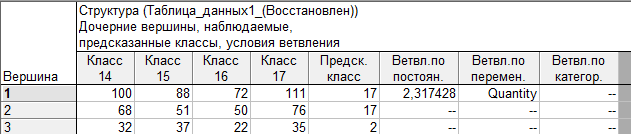 Структура (Таблица_данных1_(Восстановлен))
Дочерние вершины, наблюдаемые,
предсказанные классы, условия ветвления
Вершина Класс 14 Класс 15 Класс 16 Класс 17 Предск. класс Ветвл.по постоян. Ветвл.по перемен. Ветвл.по категор.
1 100 88 72 111 17 2,317428 Quantity --
2 68 51 50 76 17 -- -- --
3 32 37 22 35 2 -- -- --